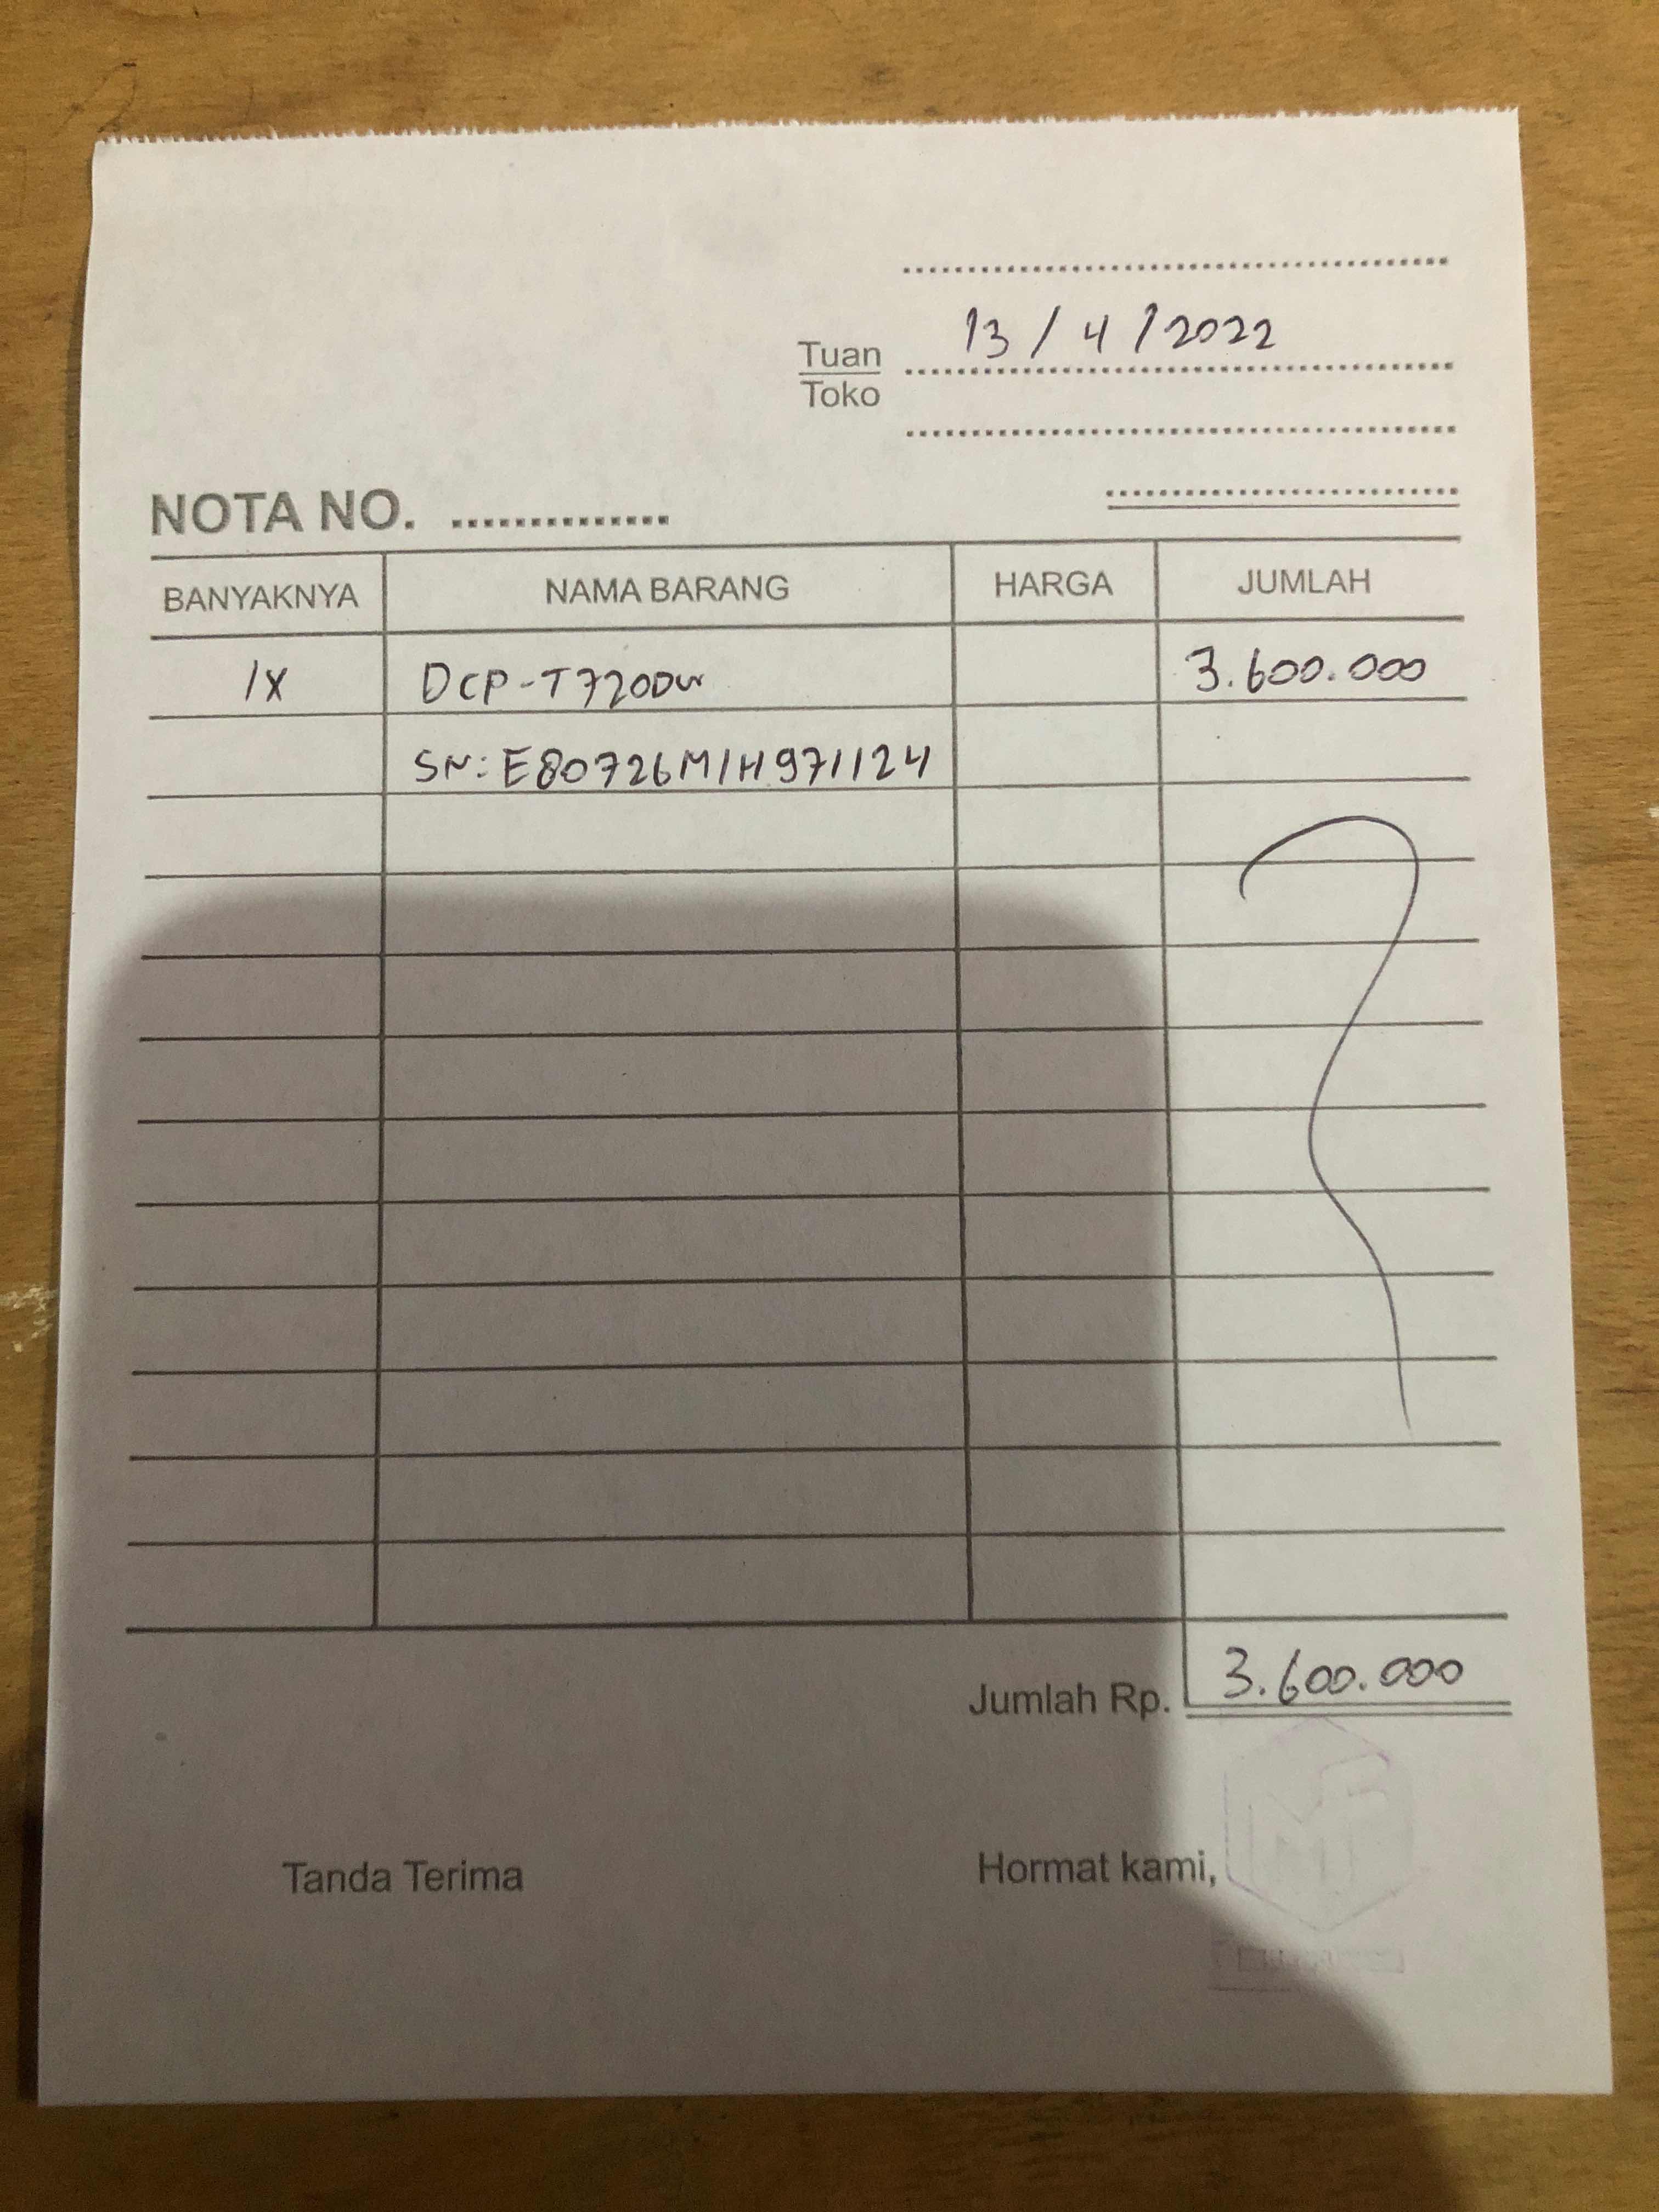 13/4/2022
Tuan
Toko
NOTA NO. ..............
BANYAKNYA NAMA BARANG HARGA JUMLAH
1X DCP-T720DW 3.600.000
SN: E80726M1H971124
Jumlah Rp. 3.600.000
Tanda Terima Hormat kami,